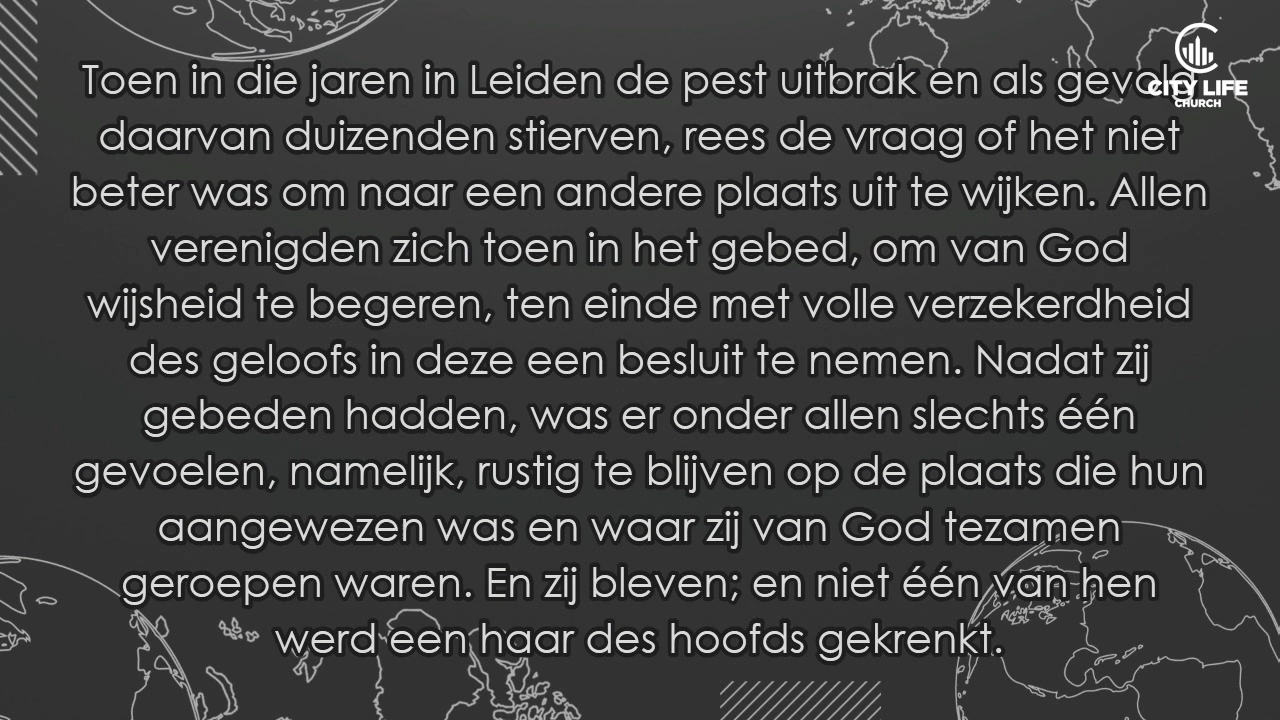 Toen in die jaren in Leiden de pest uitbrak en als gevolg
daarvan duizenden stierven, rees de vraag of het niet
beter was om naar een andere plaats uit te wijken. Allen
verenigden zich toen in het gebed, om van God
wijsheid te begeren, ten einde met volle verzekerdheid
des geloofs in deze een besluit te nemen. Nadat zij
gebeden hadden, was er onder allen slechts één
gevoelen, namelijk, rustig te blijven op de plaats die hun
aangewezen was en waar zij van God tezamen
geroepen waren. En zij bleven; en niet één van hen
werd een haar des hoofds gekrenkt.
CITY LIFE
CHURCH